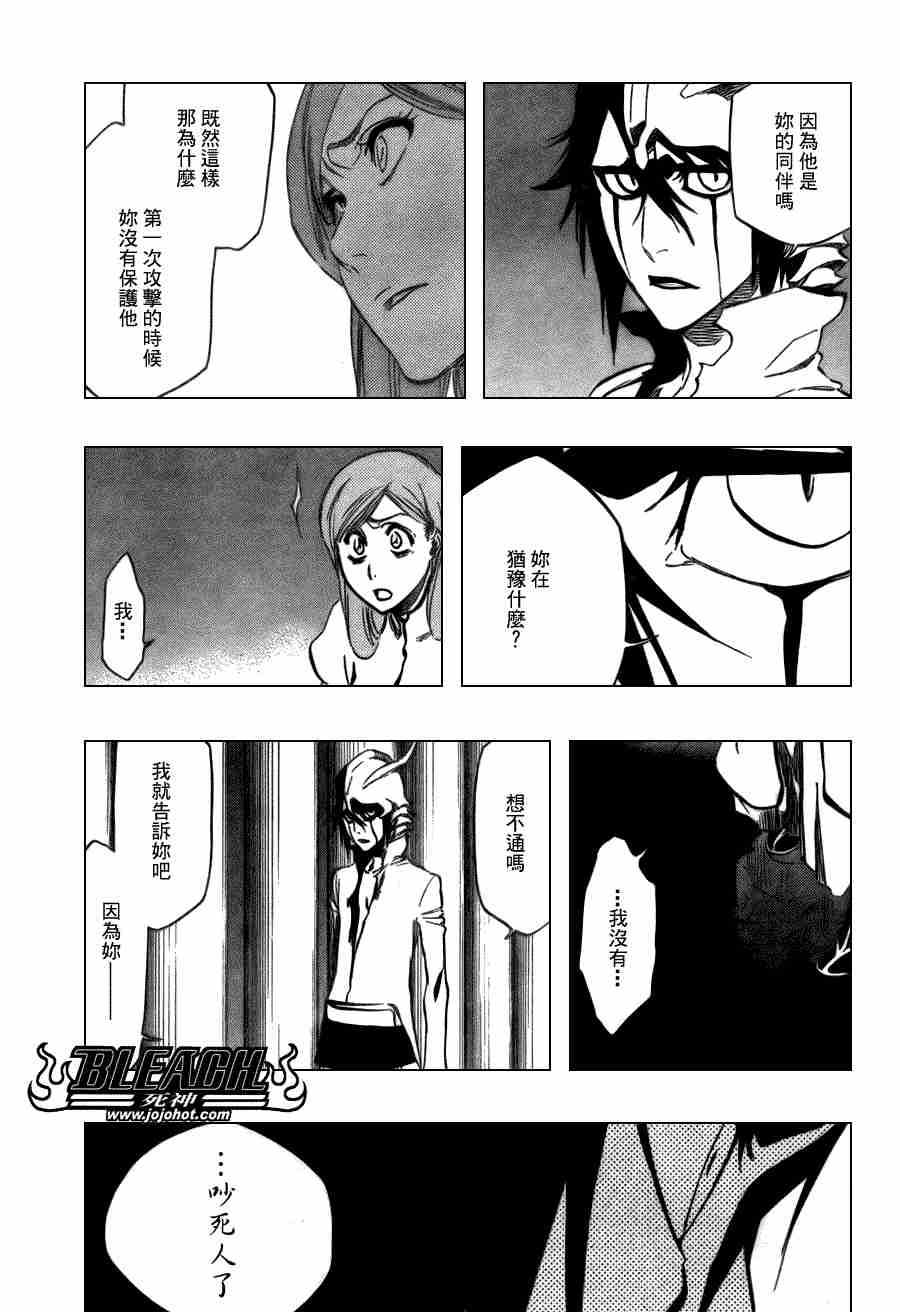 因為他是
妳的同伴嗎
既然這樣
那為什麼
第一次攻擊的時候
妳沒有保護他
妳在
猶豫什麼？
我…
…我沒有…
想不通嗎
我就告訴妳吧
因為妳——
BLEACH
死神
www.jojohot.com
…吵死人了